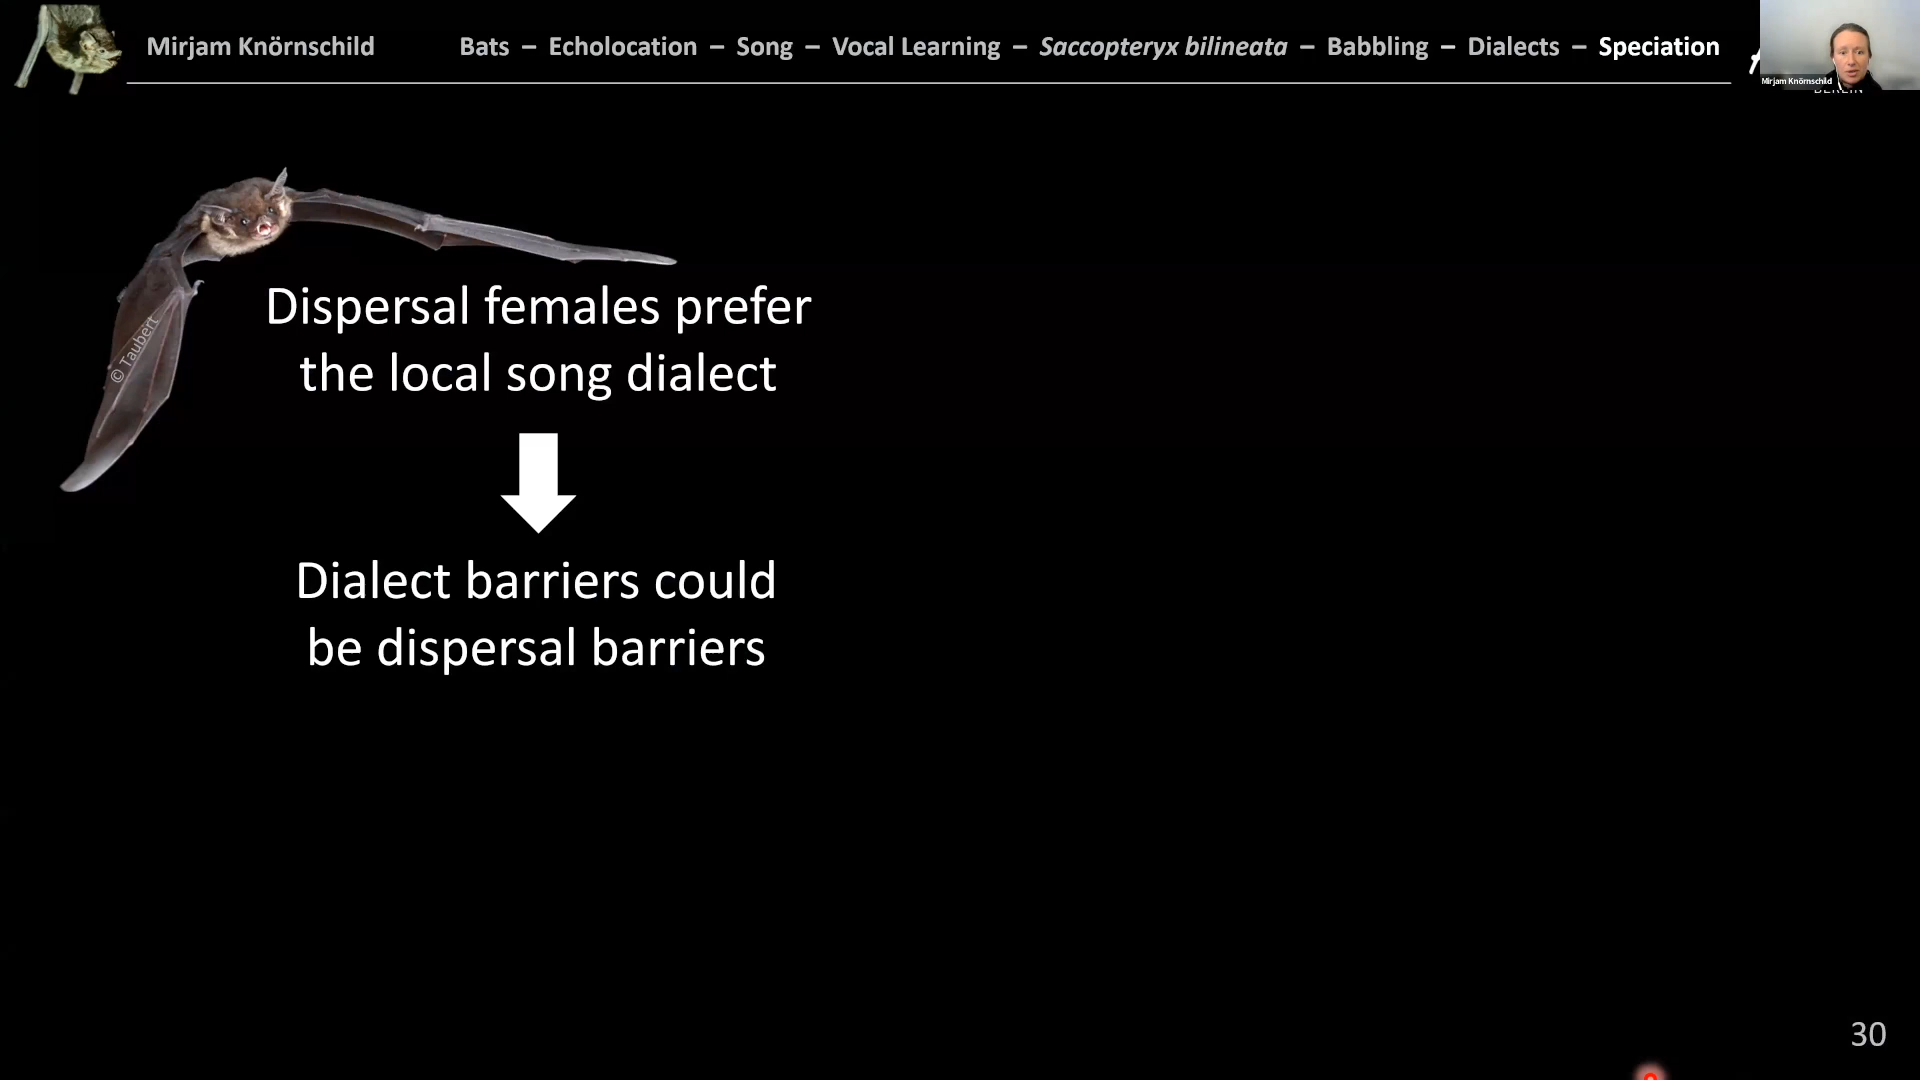 Mirjam Knörnschild
Bats – Echolocation – Song – Vocal Learning – Saccopteryx bilineata – Babbling – Dialects – Speciation
Mirjam Knörnschild
BERLIN
© Taubert
Dispersal females prefer
the local song dialect
Dialect barriers could
be dispersal barriers
30